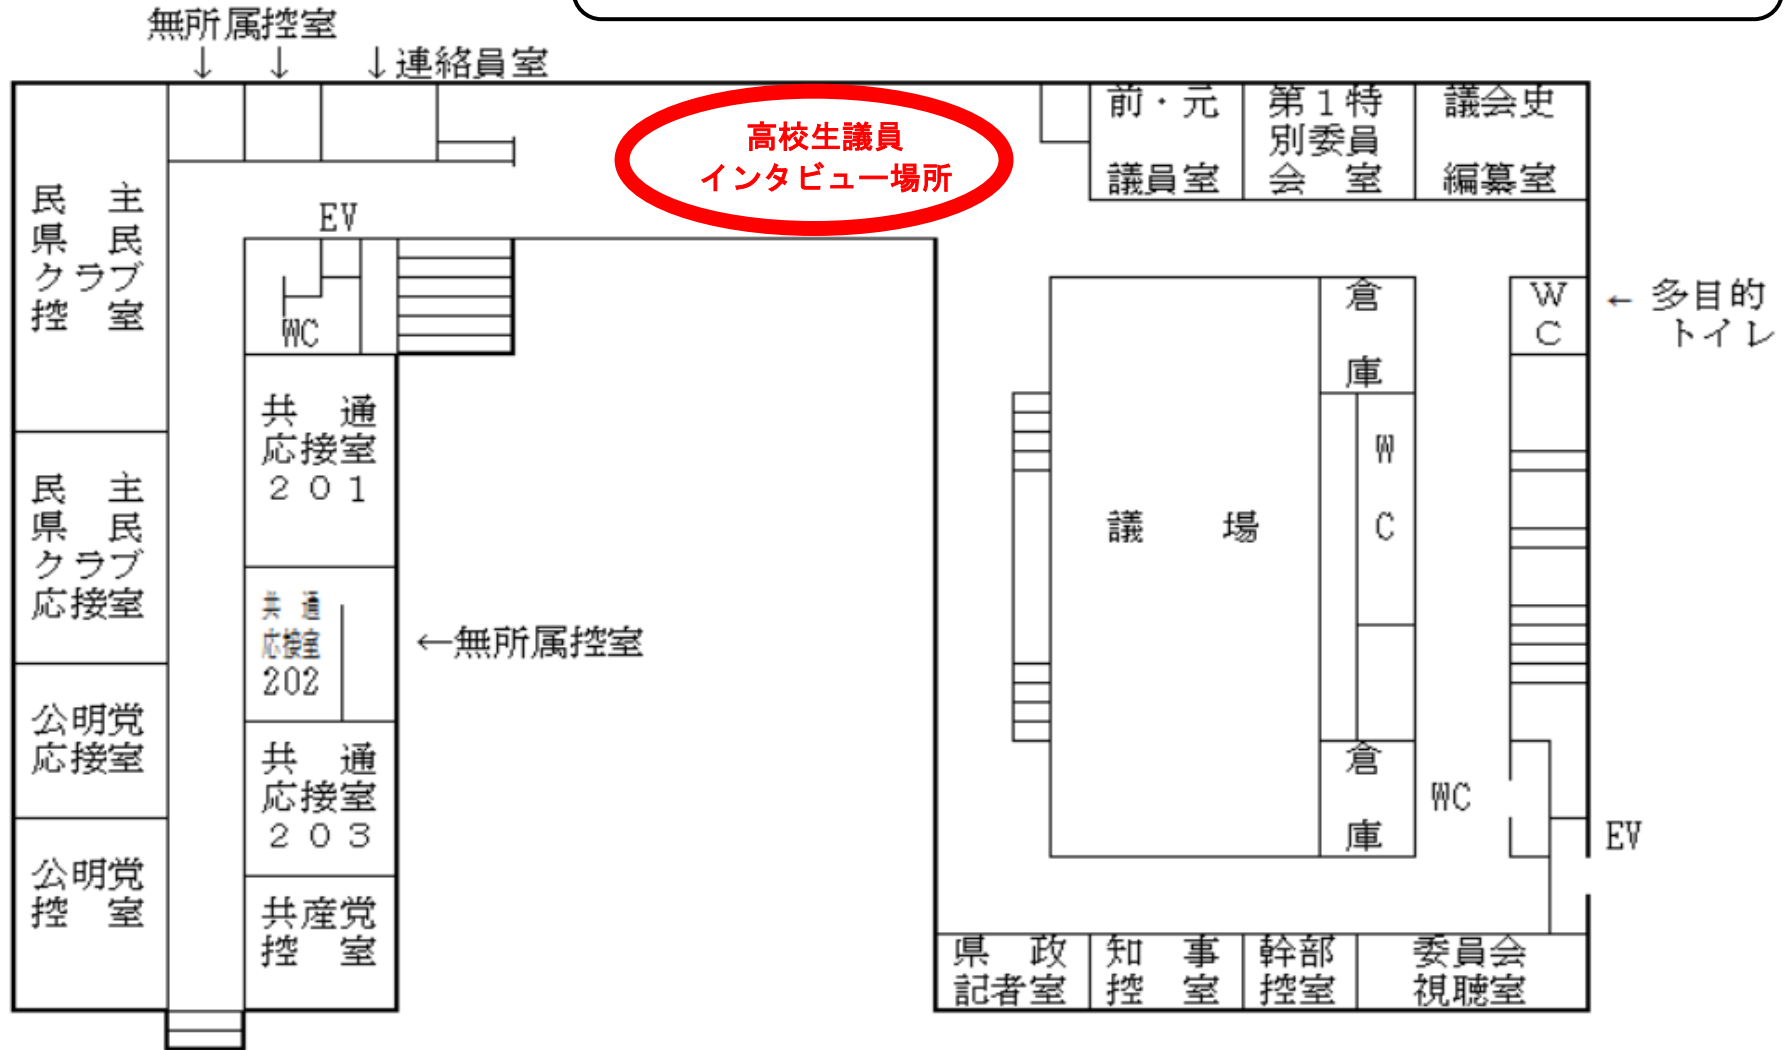 無所属控室
↓ ↓ ↓連絡員室
高校生議員
インタビュー場所
前・元
議員室
第1特
別委員
会 室
議会史
編纂室
民 主
県 民
クラブ
控 室
EV
WC
共 通
応接室
201
民 主
県 民
クラブ
応接室
共 通
応接室
202
←無所属控室
公明党
応接室
共 通
応接室
203
公明党
控 室
共産党
控 室
議 場
倉
庫
WC
倉
庫
WC
← 多目的
トイレ
WC
EV
県 政
記者室
知 事
控 室
幹部
控室
委員会
視聴室